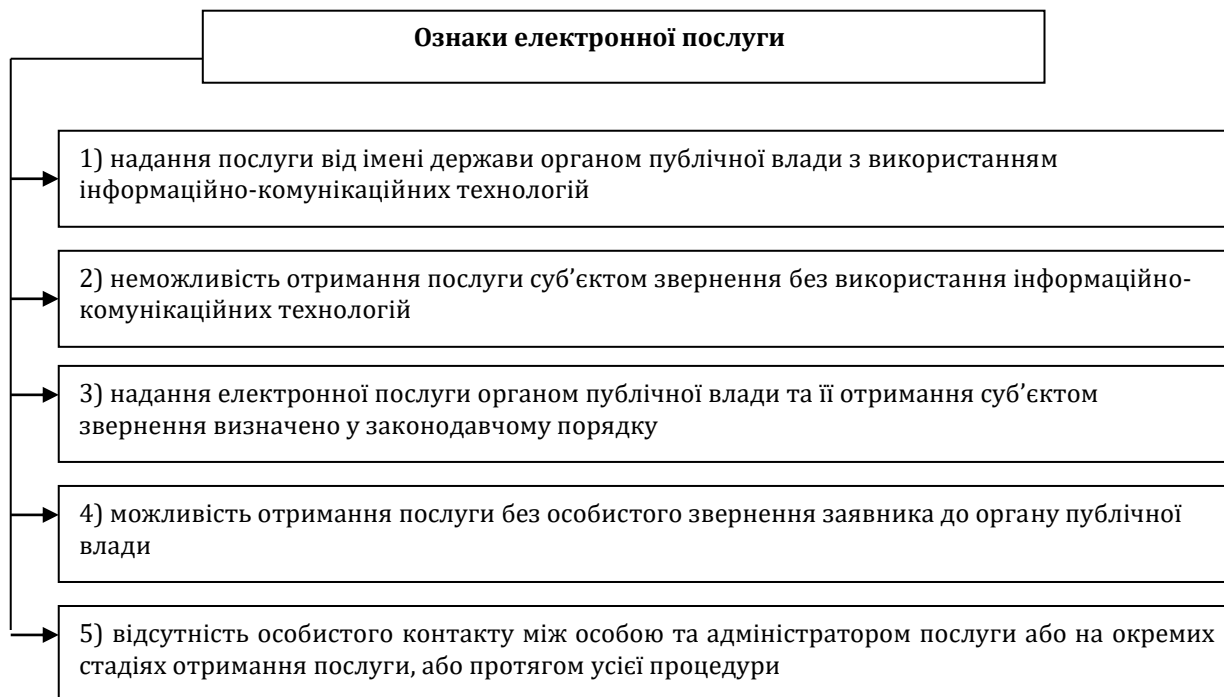 Ознаки електронної послуги
1) надання послуги від імені держави органом публічної влади з використанням
інформаційно-комунікаційних технологій
2) неможливість отримання послуги суб’єктом звернення без використання інформаційно-
комунікаційних технологій
3) надання електронної послуги органом публічної влади та її отримання суб’єктом
звернення визначено у законодавчому порядку
4) можливість отримання послуги без особистого звернення заявника до органу публічної
влади
5) відсутність особистого контакту між особою та адміністратором послуги або на окремих
стадіях отримання послуги, або протягом усієї процедури